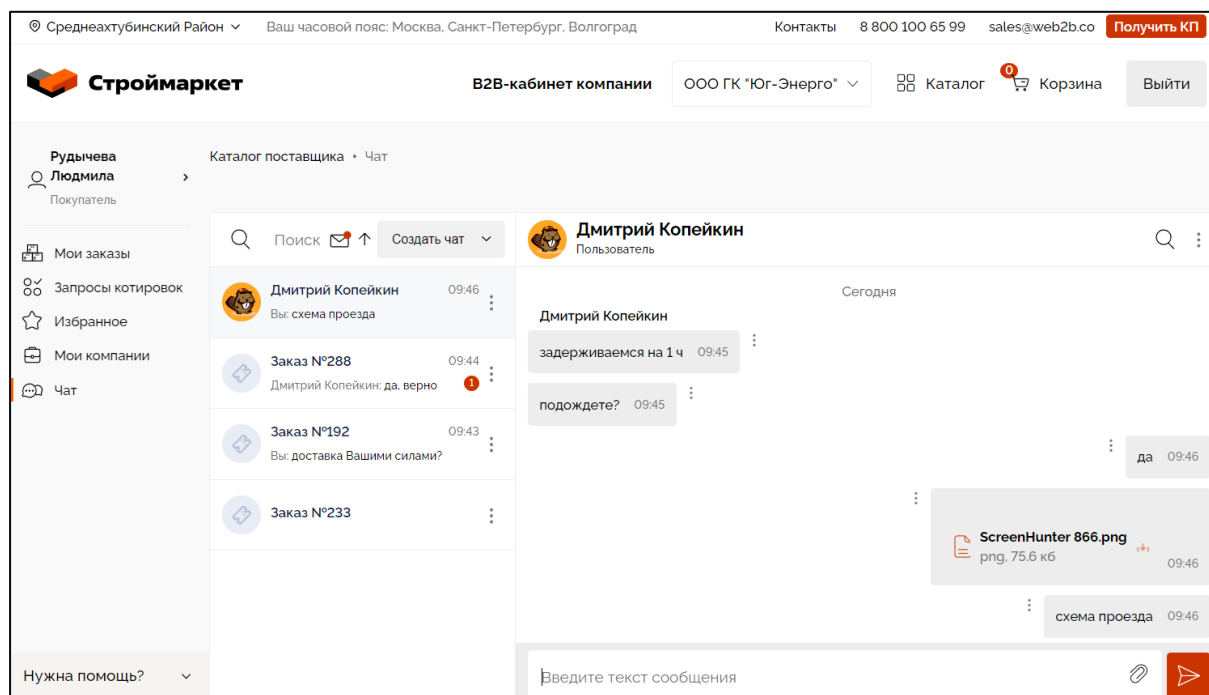 Среднеахтубинский Район
Ваш часовой пояс: Москва, Санкт-Петербург, Волгоград
Контакты
8 800 100 65 99
sales@web2b.co
Получить КП
Строймаркет
B2B-кабинет компании
ООО ГК "Юг-Энерго"
Каталог
0
Корзина
Выйти
Рудычева
Людмила
Покупатель
Каталог поставщика • Чат
Мои заказы
Запросы котировок
Избранное
Мои компании
Чат
Нужна помощь?
Поиск
Создать чат
Дмитрий Копейкин 09:46
Вы: схема проезда
Заказ №288 09:44
Дмитрий Копейкин: да, верно 1
Заказ №192 09:43
Вы: доставка Вашими силами?
Заказ №233
Дмитрий Копейкин
Пользователь
Сегодня
Дмитрий Копейкин
задерживаемся на 1 ч 09:45
подождете? 09:45
да 09:46
ScreenHunter 866.png
png, 75.6 кб
09:46
схема проезда 09:46
Введите текст сообщения